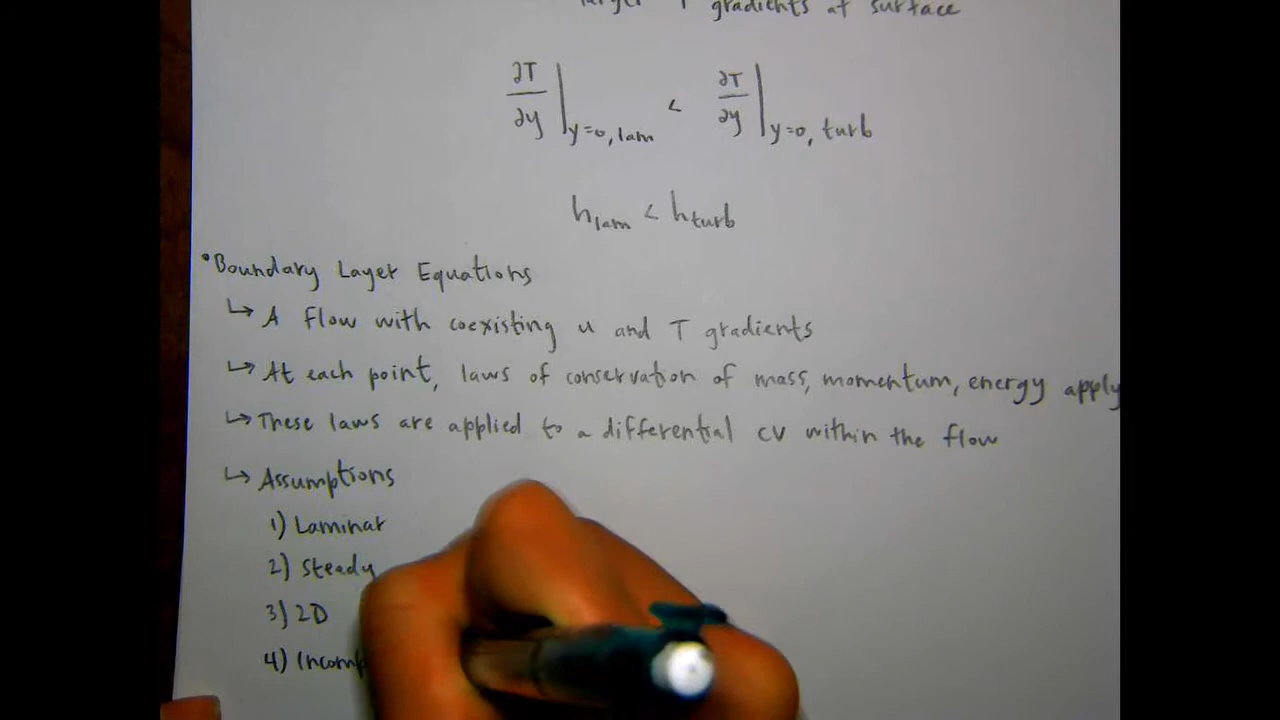 larger T gradients at surface
∂T/∂y |y=0, lam < ∂T/∂y |y=0, turb
h lam < h turb
•Boundary Layer Equations
↳ A flow with coexisting u and T gradients
↳ At each point, laws of conservation of mass, momentum, energy apply
↳ These laws are applied to a differential CV within the flow
↳ Assumptions
1) Laminar
2) Steady
3) 2D
4) Incomp